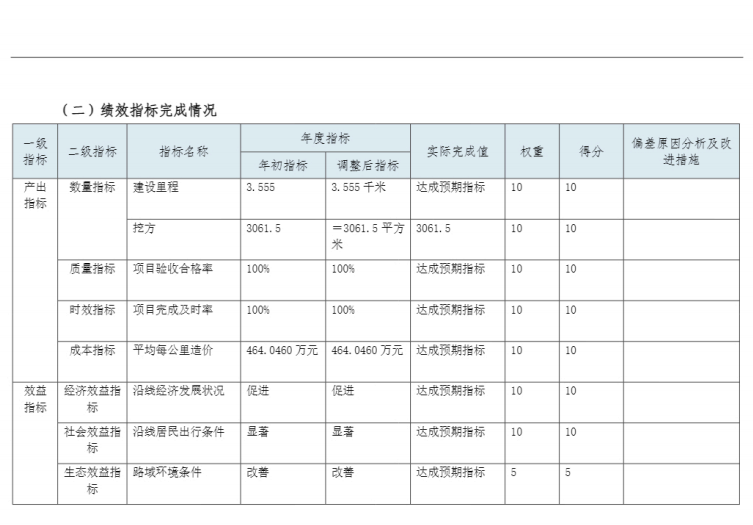 （二）绩效指标完成情况
一级指标 二级指标 指标名称 年度指标 实际完成值 权重 得分 偏差原因分析及改进措施
年初指标 调整后指标
产出指标 数量指标 建设里程 3.555 3.555 千米 达成预期指标 10 10
挖方 3061.5 ＝3061.5 平方米 3061.5 10 10
质量指标 项目验收合格率 100% 100% 达成预期指标 10 10
时效指标 项目完成及时率 100% 100% 达成预期指标 10 10
成本指标 平均每公里造价 464.0460 万元 464.0460 万元 达成预期指标 10 10
效益指标 经济效益指标 沿线经济发展状况 促进 促进 达成预期指标 10 10
社会效益指标 沿线居民出行条件 显著 显著 达成预期指标 10 10
生态效益指标 路域环境条件 改善 改善 达成预期指标 5 5